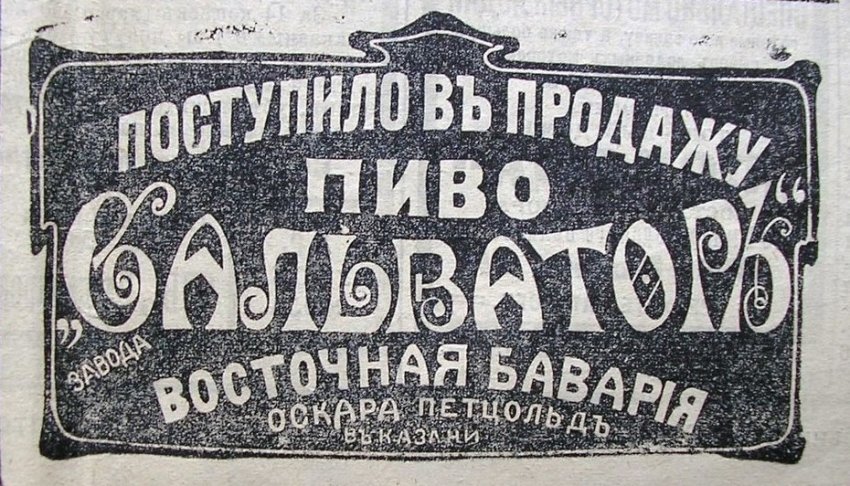 ПОСТУПИЛО ВЪ ПРОДАЖУ
ПИВО
„САЛЬВАТОРЪ“
ЗАВОДА
ВОСТОЧНАЯ БАВАРІЯ
ОСКАРА ПЕТЦОЛЬДЪ
ВЪ КАЗАНИ